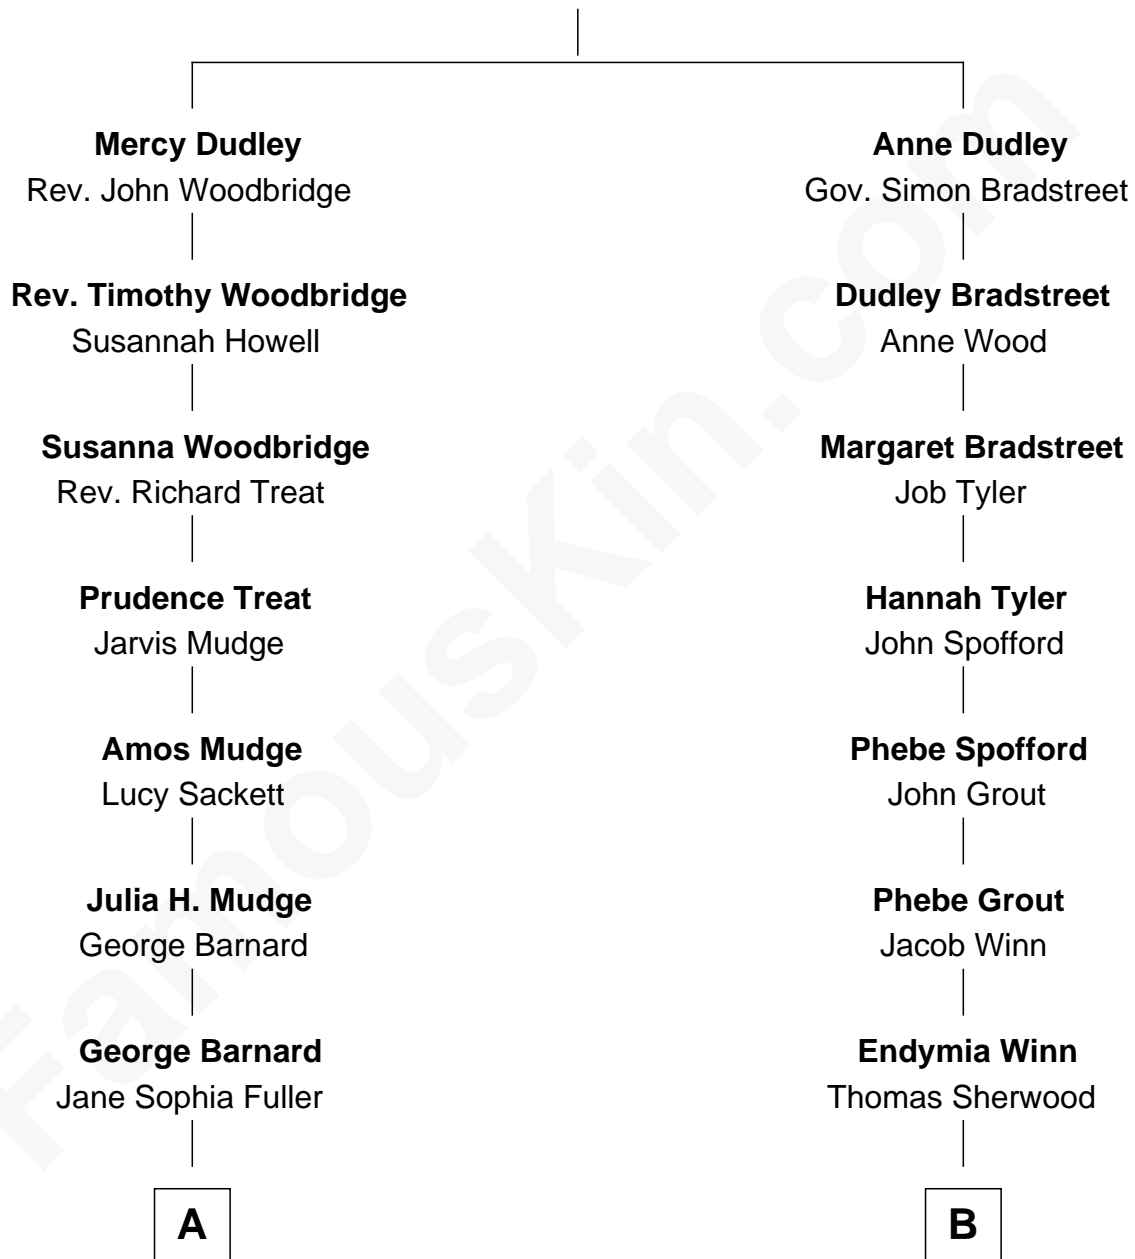 Mercy Dudley
Rev. John Woodbridge
Anne Dudley
Gov. Simon Bradstreet
Rev. Timothy Woodbridge
Susannah Howell
Dudley Bradstreet
Anne Wood
Susanna Woodbridge
Rev. Richard Treat
Margaret Bradstreet
Job Tyler
Prudence Treat
Jarvis Mudge
Hannah Tyler
John Spofford
Amos Mudge
Lucy Sackett
Phebe Spofford
John Grout
Julia H. Mudge
George Barnard
Phebe Grout
Jacob Winn
George Barnard
Jane Sophia Fuller
Endymia Winn
Thomas Sherwood
A
B
FamousKin.com